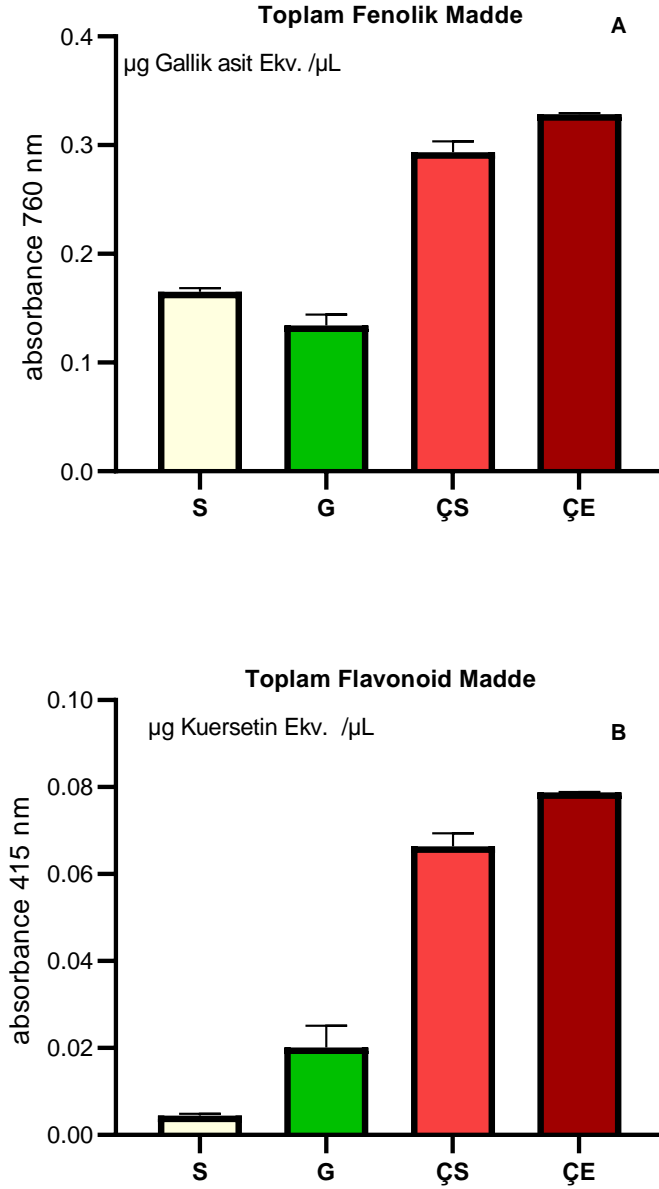 Toplam Fenolik Madde
A
µg Gallik asit Ekv. /µL
absorbance 760 nm
0.4
0.3
0.2
0.1
0.0
S G ÇS ÇE
Toplam Flavonoid Madde
B
µg Kuersetin Ekv. /µL
absorbance 415 nm
0.10
0.08
0.06
0.04
0.02
0.00
S G ÇS ÇE